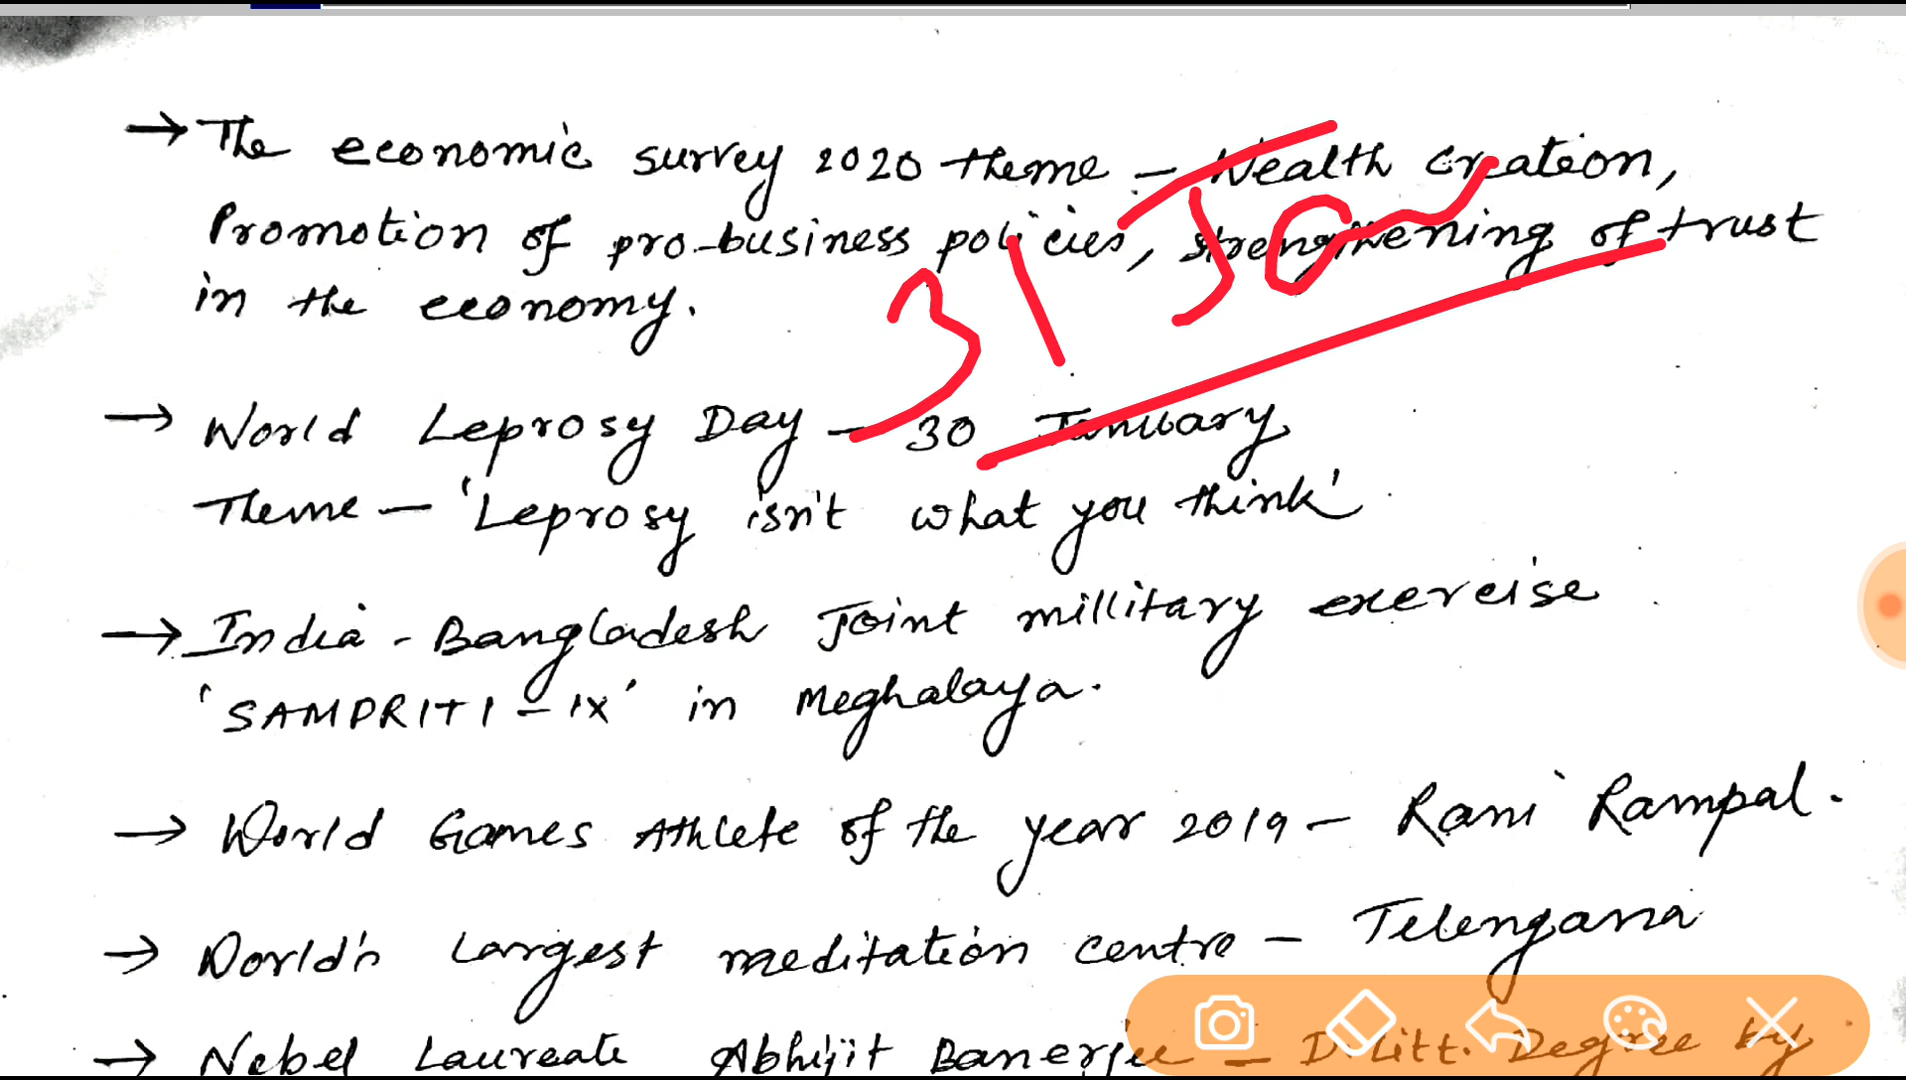 → The economic survey 2020 theme – Wealth creation,
Promotion of pro-business policies, strengthening of trust
in the economy.
31 Jan
→ World Leprosy Day – 30 January
Theme – 'Leprosy isn't what you think'
→ India - Bangladesh Joint millitary exercise
'SAMPRITI - IX' in Meghalaya.
→ World Games Athlete of the year 2019 – Rani Rampal.
→ World's Largest meditation centre – Telengana
→ Nobel Laureate Abhijit Banerjee – D. Litt. Degree by